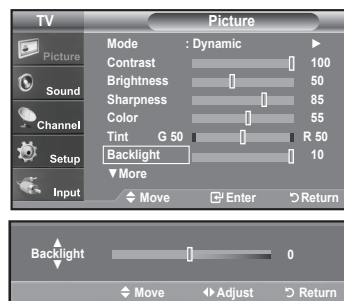 TV Picture
Picture
Sound
Channel
Setup
Input
Mode : Dynamic ►
Contrast 100
Brightness 50
Sharpness 85
Color 55
Tint G 50 R 50
Backlight 10
▼More
Move Enter Return
Backlight 0
Move Adjust Return